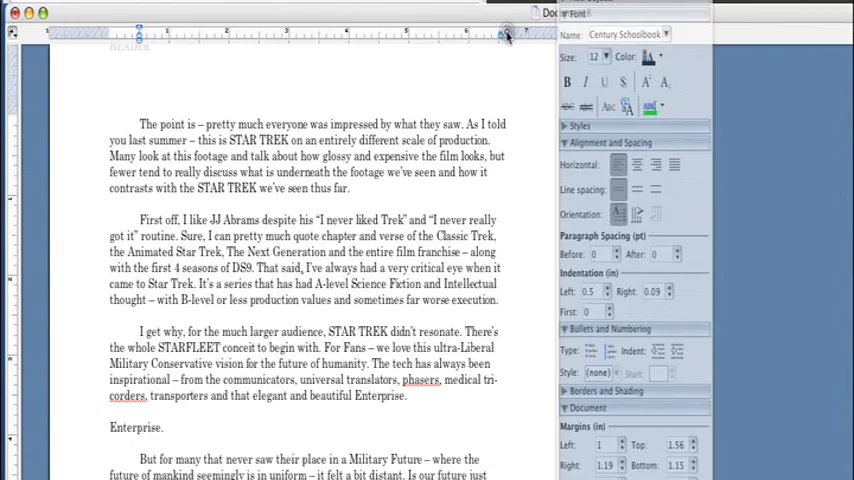 Font
Name: Century Schoolbook
HEADER
Size: 12 Color:
B I U S A² A₂
ABC ABC Abc
Styles
Alignment and Spacing
Horizontal:
Line spacing:
Orientation:
Paragraph Spacing (pt)
Before: 0 After: 0
Indentation (in)
Left: 0.5 Right: 0.09
First: 0
Bullets and Numbering
Type: Indent:
Style: (none) Start:
Borders and Shading
Document
Margins (in)
Left: 1 Top: 1.56
Right: 1.19 Bottom: 1.15
The point is – pretty much everyone was impressed by what they saw. As I told
you last summer – this is STAR TREK on an entirely different scale of production.
Many look at this footage and talk about how glossy and expensive the film looks, but
fewer tend to really discuss what is underneath the footage we've seen and how it
contrasts with the STAR TREK we've seen thus far.
First off, I like JJ Abrams despite his “I never liked Trek” and “I never really
got it” routine. Sure, I can pretty much quote chapter and verse of the Classic Trek,
the Animated Star Trek, The Next Generation and the entire film franchise – along
with the first 4 seasons of DS9. That said, I've always had a very critical eye when it
came to Star Trek. It's a series that has had A-level Science Fiction and Intellectual
thought – with B-level or less production values and sometimes far worse execution.
I get why, for the much larger audience, STAR TREK didn't resonate. There's
the whole STARFLEET conceit to begin with. For Fans – we love this ultra-Liberal
Military Conservative vision for the future of humanity. The tech has always been
inspirational – from the communicators, universal translators, phasers, medical tri-
corders, transporters and that elegant and beautiful Enterprise.
Enterprise.
But for many that never saw their place in a Military Future – where the
future of mankind seemingly is in uniform – it felt a bit distant. Is our future just